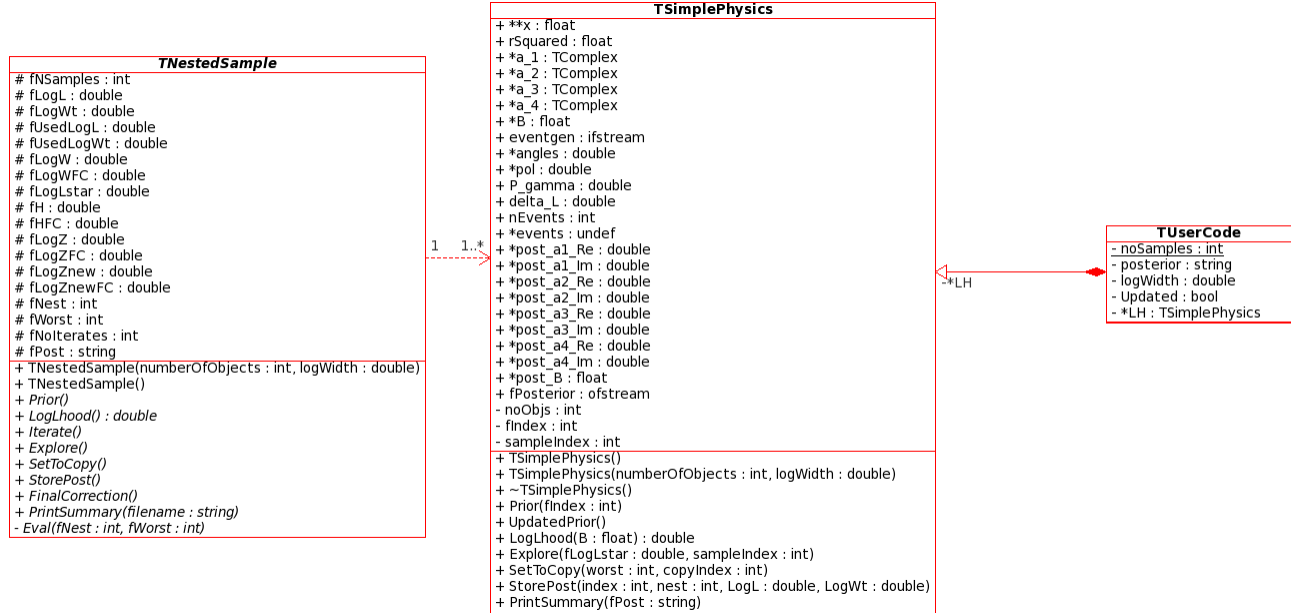 TNestedSample
# fNSamples : int
# fLogL : double
# fLogWt : double
# fUsedLogL : double
# fUsedLogWt : double
# fLogW : double
# fLogWFC : double
# fLogLstar : double
# fH : double
# fHFC : double
# fLogZ : double
# fLogZFC : double
# fLogZnew : double
# fLogZnewFC : double
# fNest : int
# fWorst : int
# fNoIterates : int
# fPost : string
+ TNestedSample(numberOfObjects : int, logWidth : double)
+ TNestedSample()
+ Prior()
+ LogLhood() : double
+ Iterate()
+ Explore()
+ SetToCopy()
+ StorePost()
+ FinalCorrection()
+ PrintSummary(filename : string)
- Eval(fNest : int, fWorst : int)
1 1..*
TSimplePhysics
+ **x : float
+ rSquared : float
+ *a_1 : TComplex
+ *a_2 : TComplex
+ *a_3 : TComplex
+ *a_4 : TComplex
+ *B : float
+ eventgen : ifstream
+ *angles : double
+ *pol : double
+ P_gamma : double
+ delta_L : double
+ nEvents : int
+ *events : undef
+ *post_a1_Re : double
+ *post_a1_Im : double
+ *post_a2_Re : double
+ *post_a2_Im : double
+ *post_a3_Re : double
+ *post_a3_Im : double
+ *post_a4_Re : double
+ *post_a4_Im : double
+ *post_B : float
+ fPosterior : ofstream
- noObjs : int
- fIndex : int
- sampleIndex : int
+ TSimplePhysics()
+ TSimplePhysics(numberOfObjects : int, logWidth : double)
+ ~TSimplePhysics()
+ Prior(fIndex : int)
+ UpdatedPrior()
+ LogLhood(B : float) : double
+ Explore(fLogLstar : double, sampleIndex : int)
+ SetToCopy(worst : int, copyIndex : int)
+ StorePost(index : int, nest : int, LogL : double, LogWt : double)
+ PrintSummary(fPost : string)
-*LH
TUserCode
- noSamples : int
- posterior : string
- logWidth : double
- Updated : bool
- *LH : TSimplePhysics